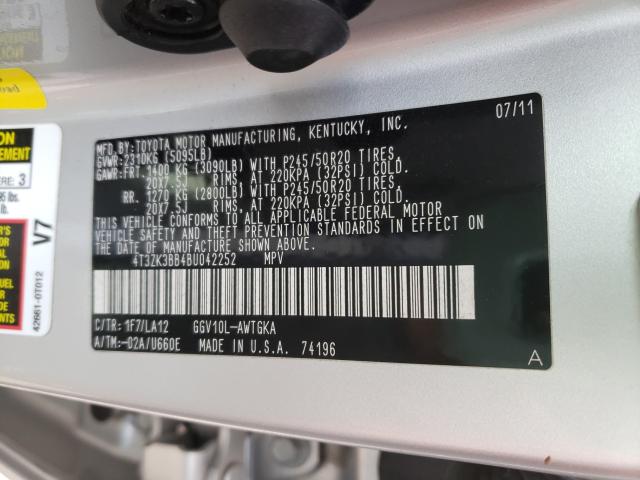 07/11
MFD. BY: TOYOTA MOTOR MANUFACTURING, KENTUCKY, INC.
GVWR: 2310KG (5095LB)
GAWR: FRT. 1400 KG (3090LB) WITH P245/50R20 TIRES,
20X7.5J RIMS, AT 220KPA (32PSI) COLD.
RR. 1270 KG (2800LB) WITH P245/50R20 TIRES,
20X7.5J RIMS, AT 220KPA (32PSI) COLD.
THIS VEHICLE CONFORMS TO ALL APPLICABLE FEDERAL MOTOR
VEHICLE SAFETY AND THEFT PREVENTION STANDARDS IN EFFECT ON
THE DATE OF MANUFACTURE SHOWN ABOVE.
4T3ZK3BB4BU042252 MPV
C/TR: 1F7/LA12 GGV10L-AWTGKA
A/TM:-02A/U660E MADE IN U.S.A. 74196
A
3
V7
42661-0T012